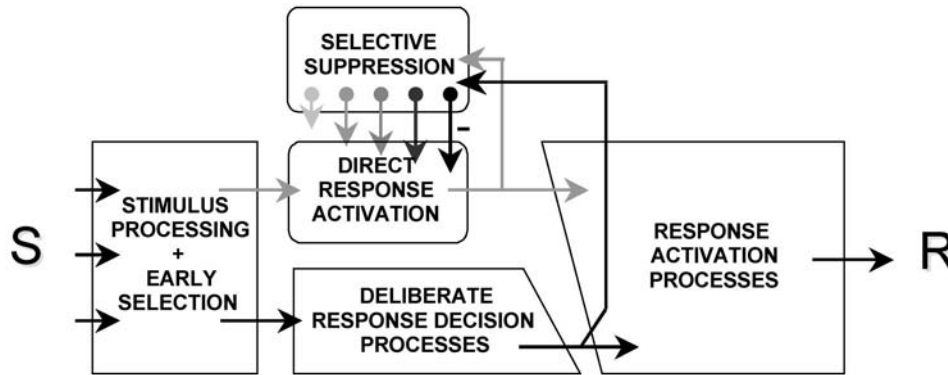 SELECTIVE
SUPPRESSION
-
DIRECT
RESPONSE
ACTIVATION
S
STIMULUS
PROCESSING
+
EARLY
SELECTION
DELIBERATE
RESPONSE DECISION
PROCESSES
RESPONSE
ACTIVATION
PROCESSES
R